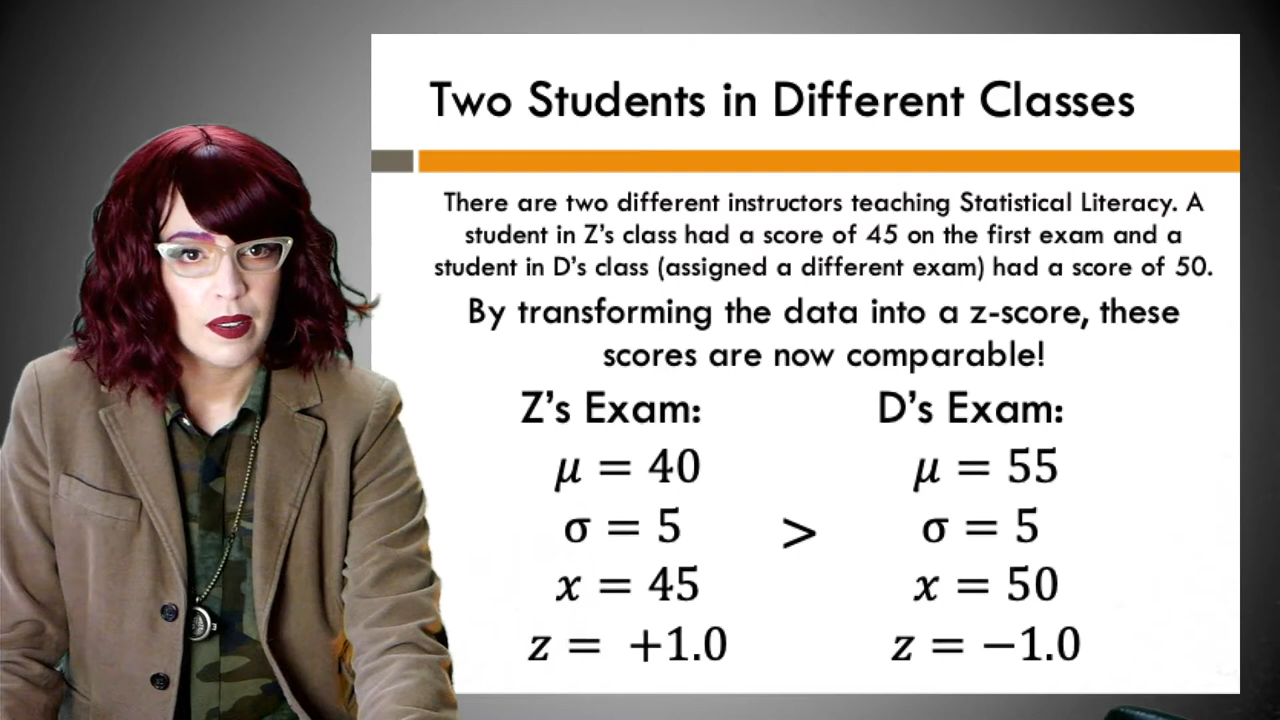 Two Students in Different Classes
There are two different instructors teaching Statistical Literacy. A
student in Z's class had a score of 45 on the first exam and a
student in D's class (assigned a different exam) had a score of 50.
By transforming the data into a z-score, these
scores are now comparable!
Z's Exam:
μ = 40
σ = 5
x = 45
z = +1.0
>
D's Exam:
μ = 55
σ = 5
x = 50
z = −1.0